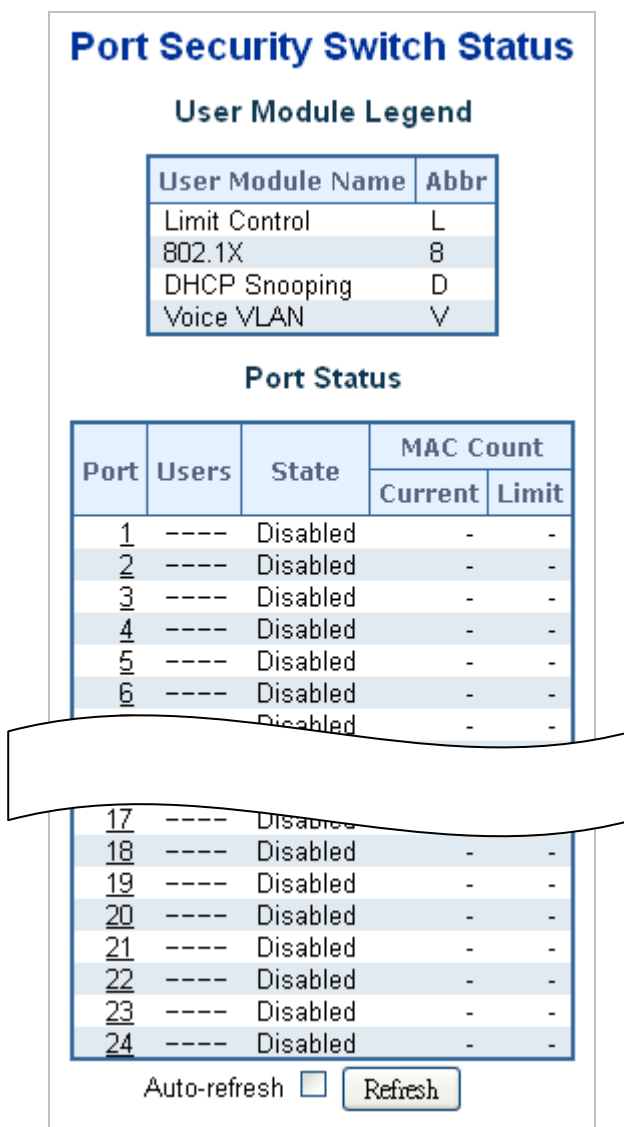 Port Security Switch Status
User Module Legend
User Module Name Abbr
Limit Control L
802.1X 8
DHCP Snooping D
Voice VLAN V
Port Status
Port Users State MAC Count
Current Limit
1 ---- Disabled - -
2 ---- Disabled - -
3 ---- Disabled - -
4 ---- Disabled - -
5 ---- Disabled - -
6 ---- Disabled - -
Disabled - -
17 ---- Disabled - -
18 ---- Disabled - -
19 ---- Disabled - -
20 ---- Disabled - -
21 ---- Disabled - -
22 ---- Disabled - -
23 ---- Disabled - -
24 ---- Disabled - -
Auto-refresh Refresh